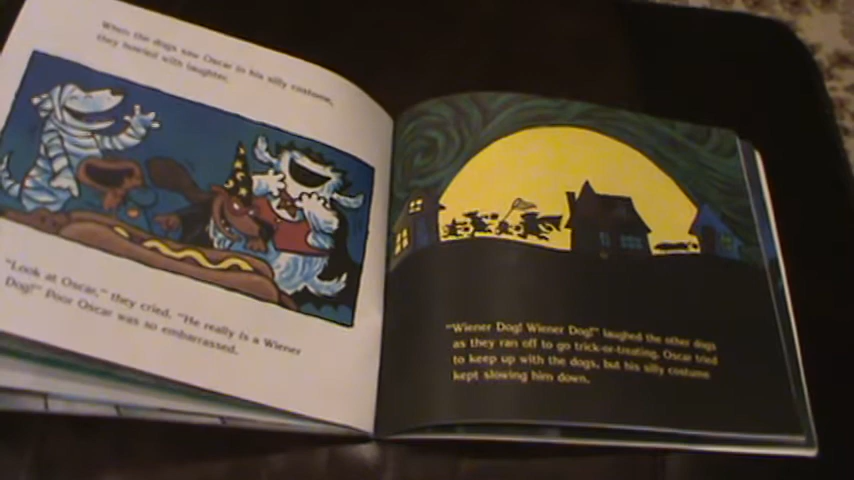 When the dogs saw Oscar in his silly costume,
they howled with laughter.
"Look at Oscar," they cried, "He really is a Wiener
Dog!" Poor Oscar was so embarrassed.
"Wiener Dog! Wiener Dog!" laughed the other dogs
as they ran off to go trick-or-treating. Oscar tried
to keep up with the dogs, but his silly costume
kept slowing him down.